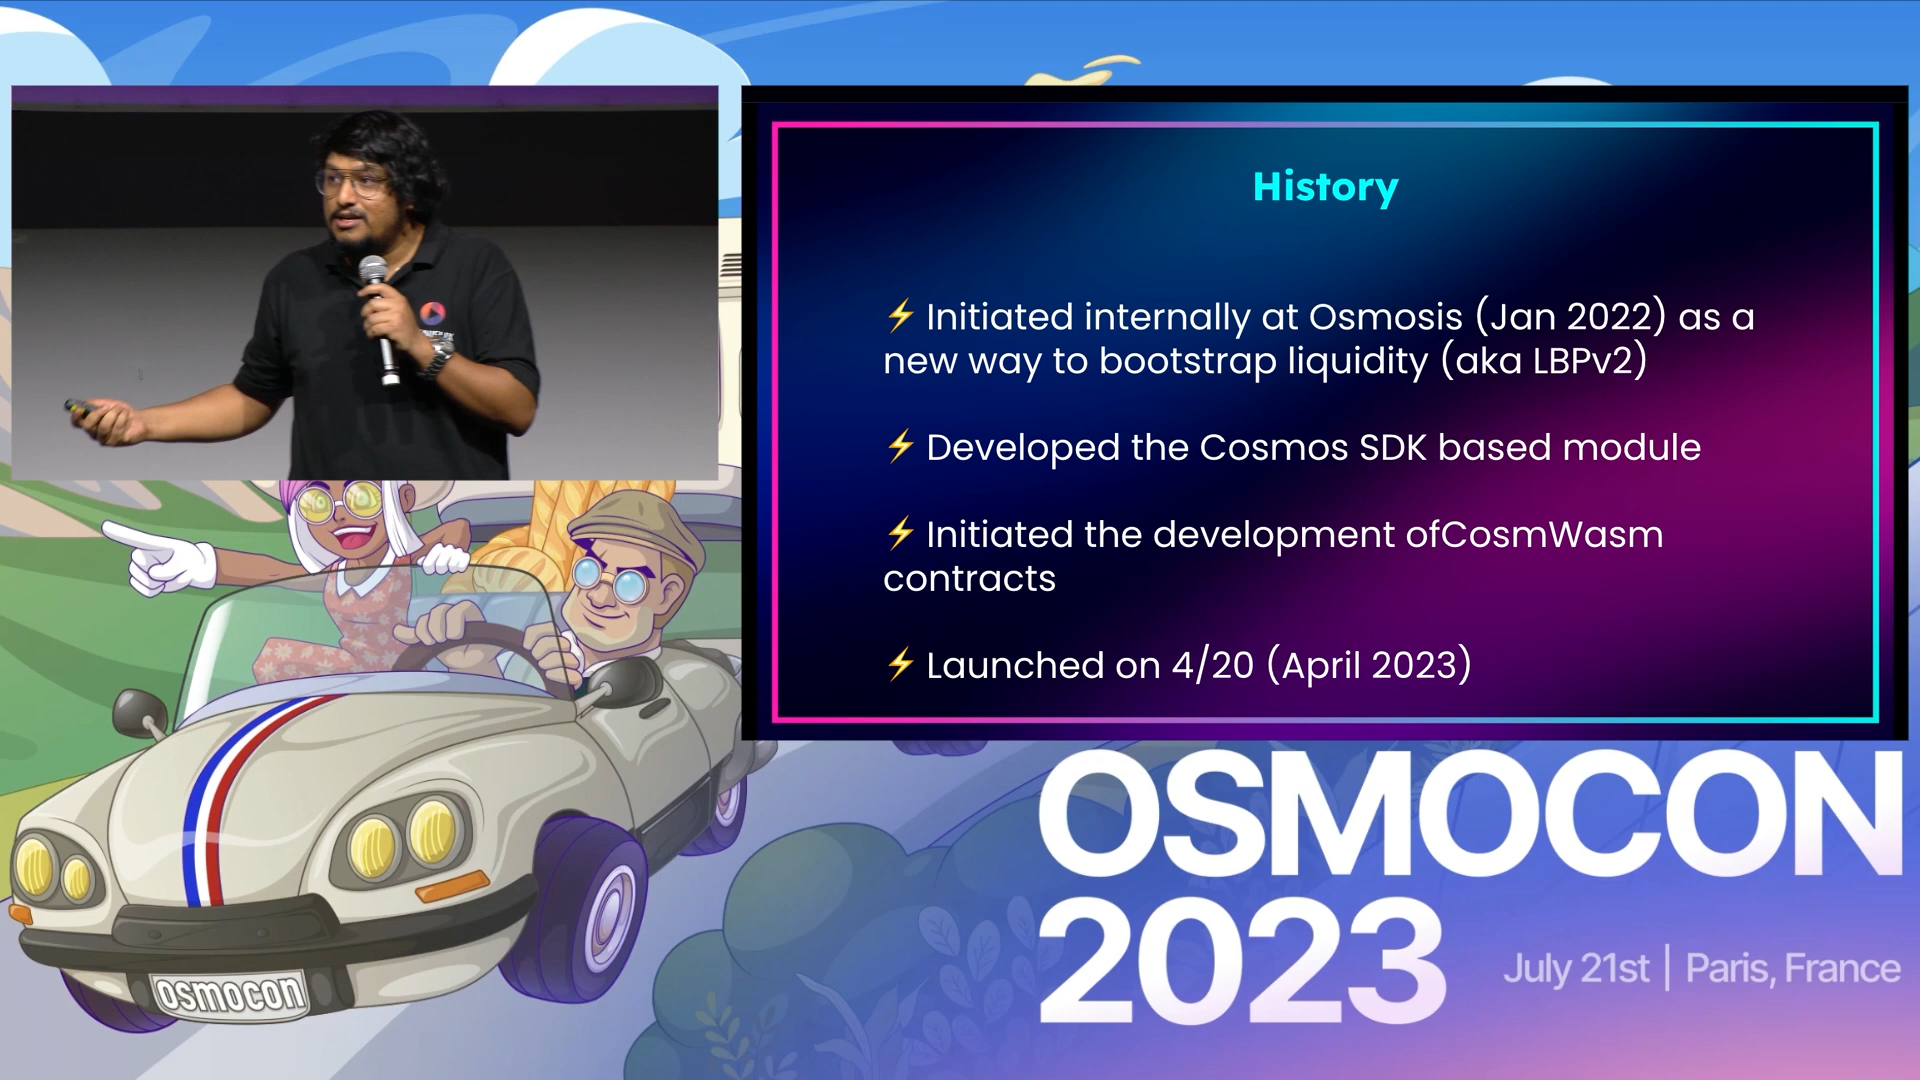 History
⚡ Initiated internally at Osmosis (Jan 2022) as a
new way to bootstrap liquidity (aka LBPv2)
⚡ Developed the Cosmos SDK based module
⚡ Initiated the development ofCosmWasm
contracts
⚡ Launched on 4/20 (April 2023)
osmocon
OSMOCON
2023
July 21st | Paris, France